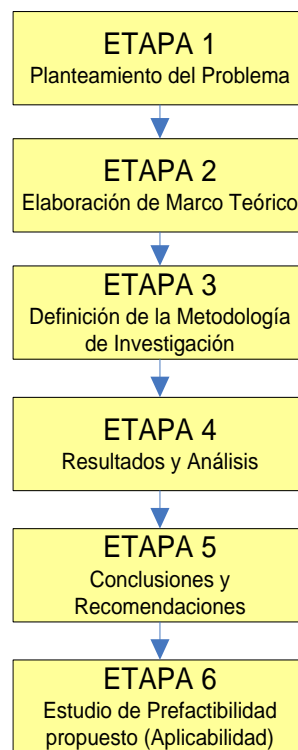 ETAPA 1
Planteamiento del Problema
ETAPA 2
Elaboración de Marco Teórico
ETAPA 3
Definición de la Metodología
de Investigación
ETAPA 4
Resultados y Análisis
ETAPA 5
Conclusiones y
Recomendaciones
ETAPA 6
Estudio de Prefactibilidad
propuesto (Aplicabilidad)